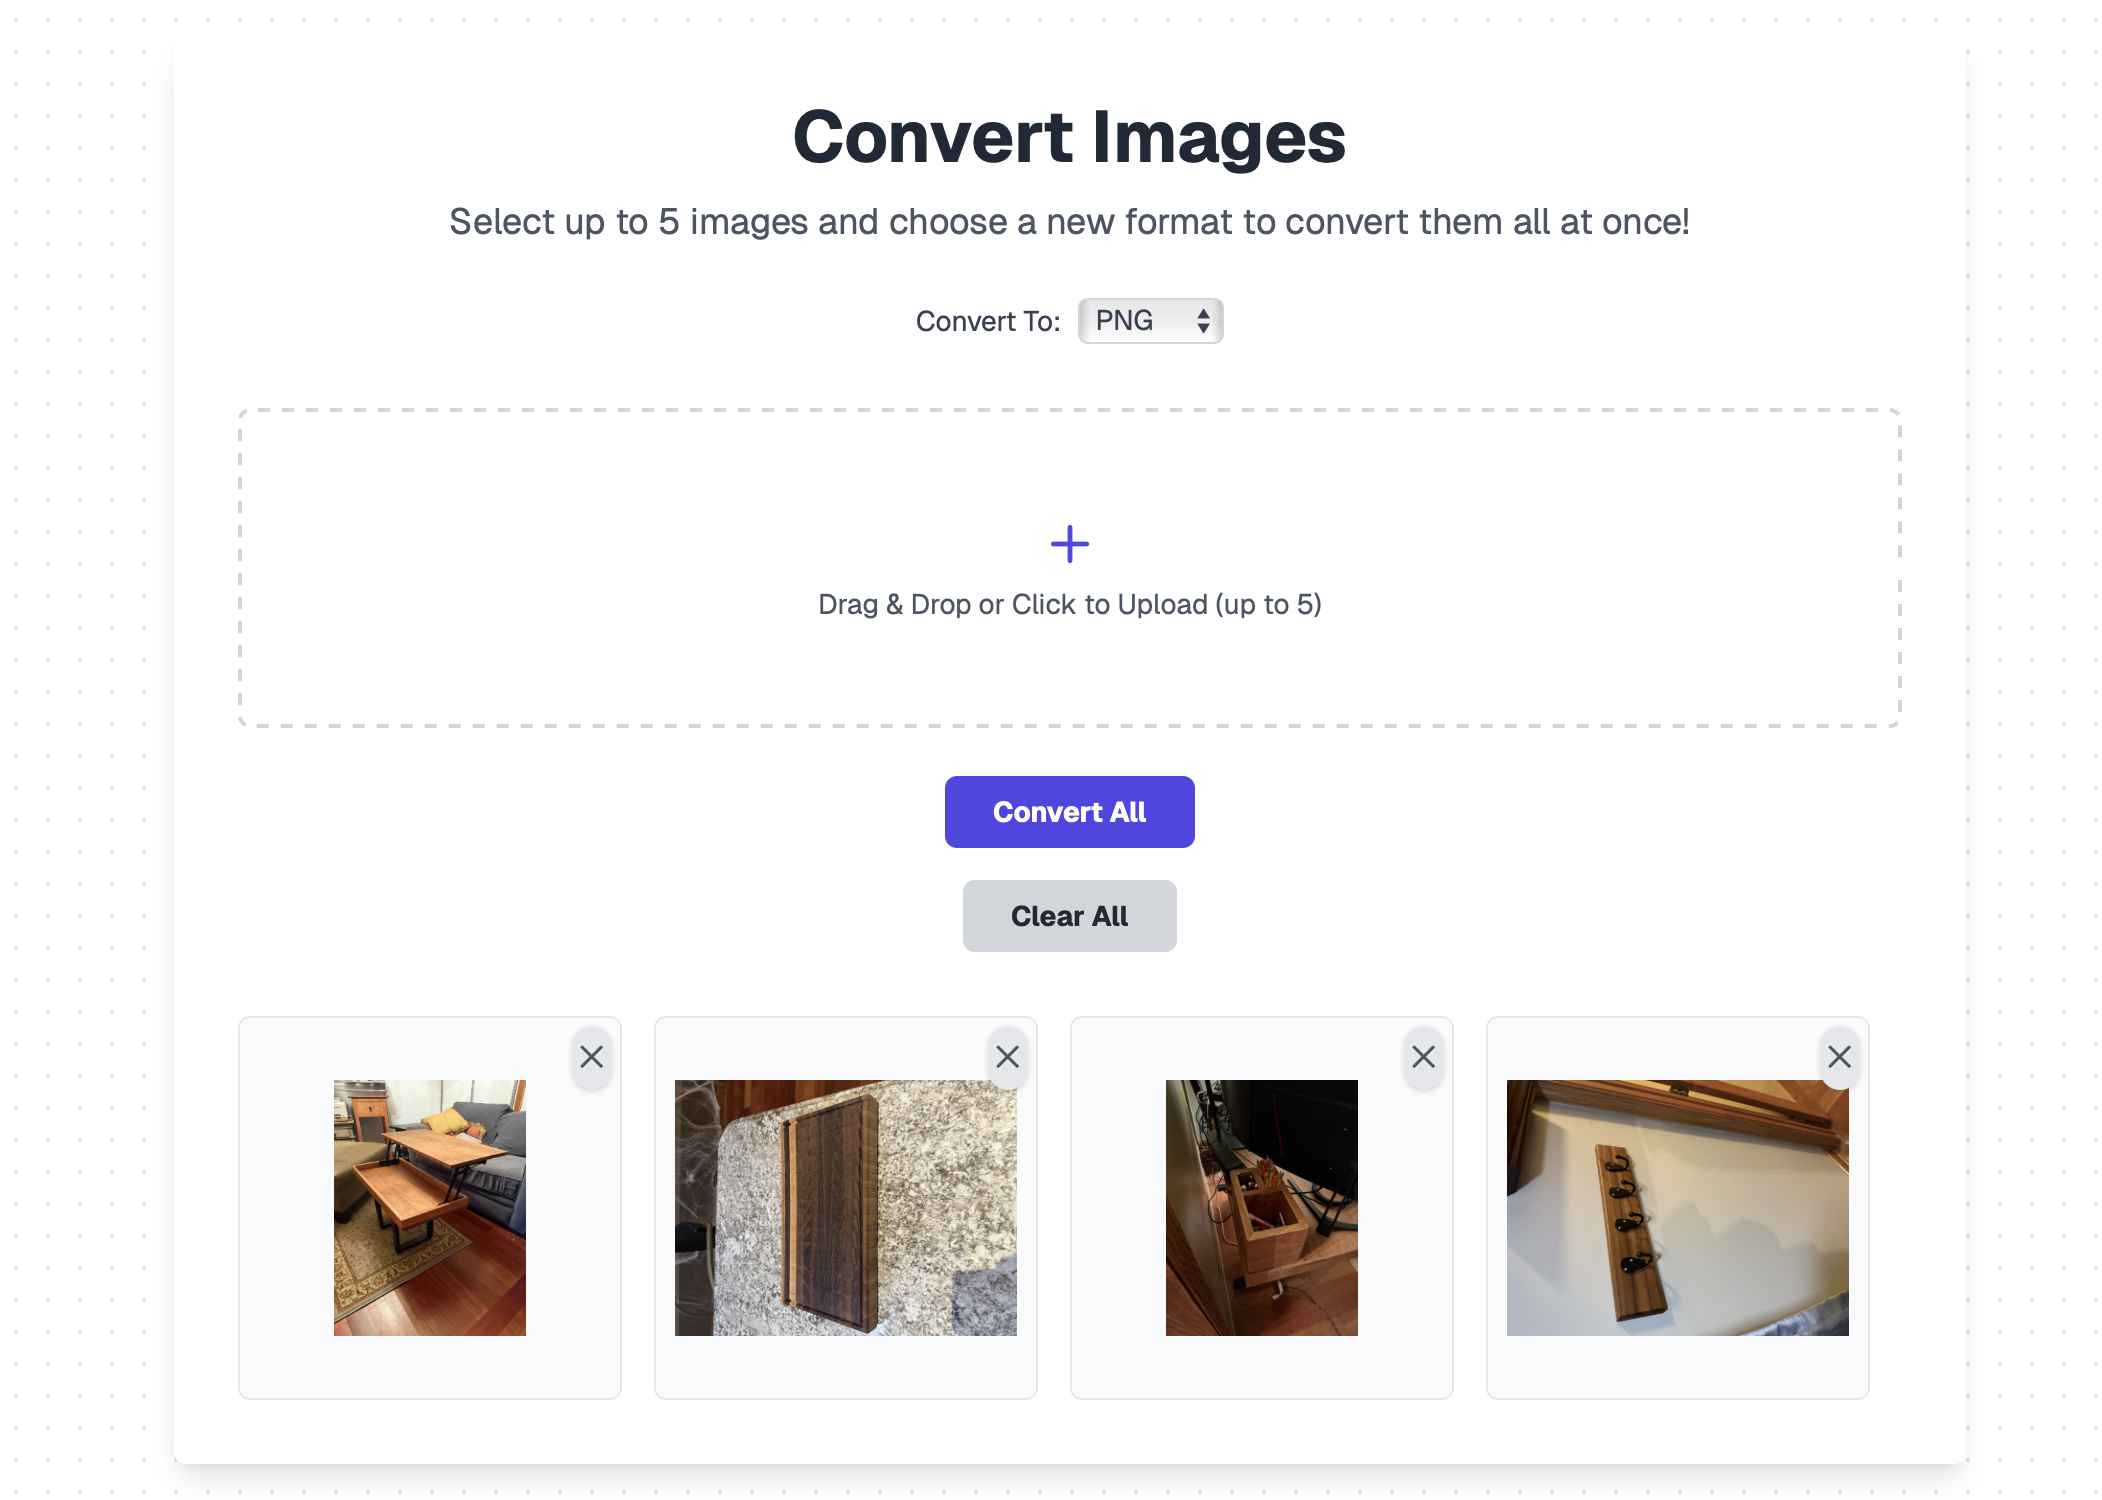 Convert Images
Select up to 5 images and choose a new format to convert them all at once!
Convert To: PNG
Drag & Drop or Click to Upload (up to 5)
Convert All
Clear All